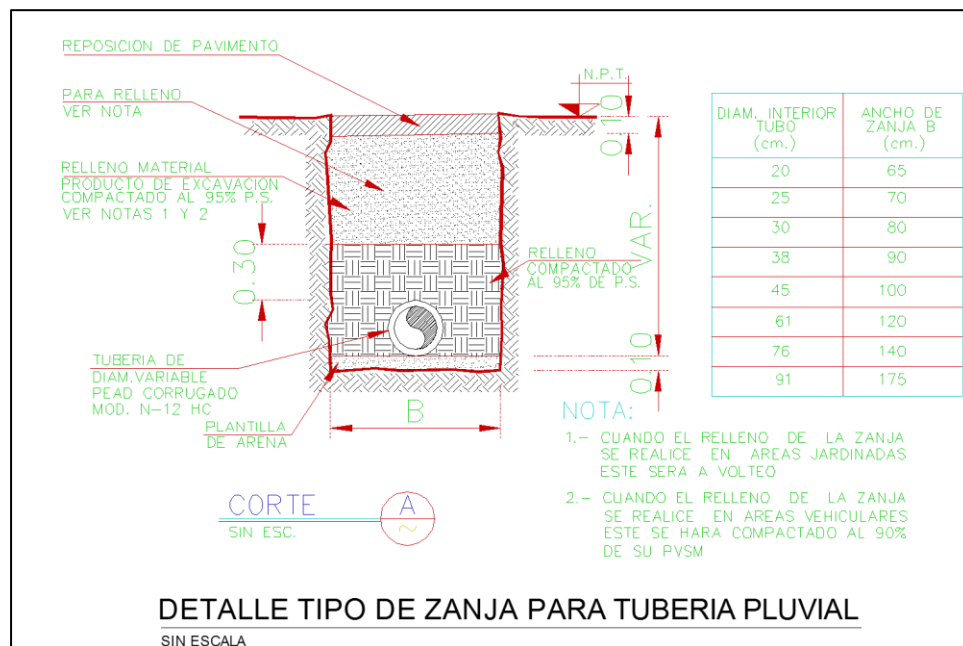 REPOSICION DE PAVIMENTO
PARA RELLENO
VER NOTA
RELLENO MATERIAL
PRODUCTO DE EXCAVACION
COMPACTADO AL 95% P.S.
VER NOTAS 1 Y 2
0.30
TUBERIA DE
DIAM.VARIABLE
PEAD CORRUGADO
MOD. N-12 HC
PLANTILLA
DE ARENA
B
RELLENO
COMPACTADO
AL 95% DE P.S.
N.P.T.
0.10
VAR.
0.10
DIAM. INTERIOR TUBO (cm.) ANCHO DE ZANJA B (cm.)
20 65
25 70
30 80
38 90
45 100
61 120
76 140
91 175
NOTA:
1.- CUANDO EL RELLENO DE LA ZANJA
SE REALICE EN AREAS JARDINADAS
ESTE SERA A VOLTEO
2.- CUANDO EL RELLENO DE LA ZANJA
SE REALICE EN AREAS VEHICULARES
ESTE SE HARA COMPACTADO AL 90%
DE SU PVSM
CORTE A
SIN ESC. ~
DETALLE TIPO DE ZANJA PARA TUBERIA PLUVIAL
SIN ESCALA